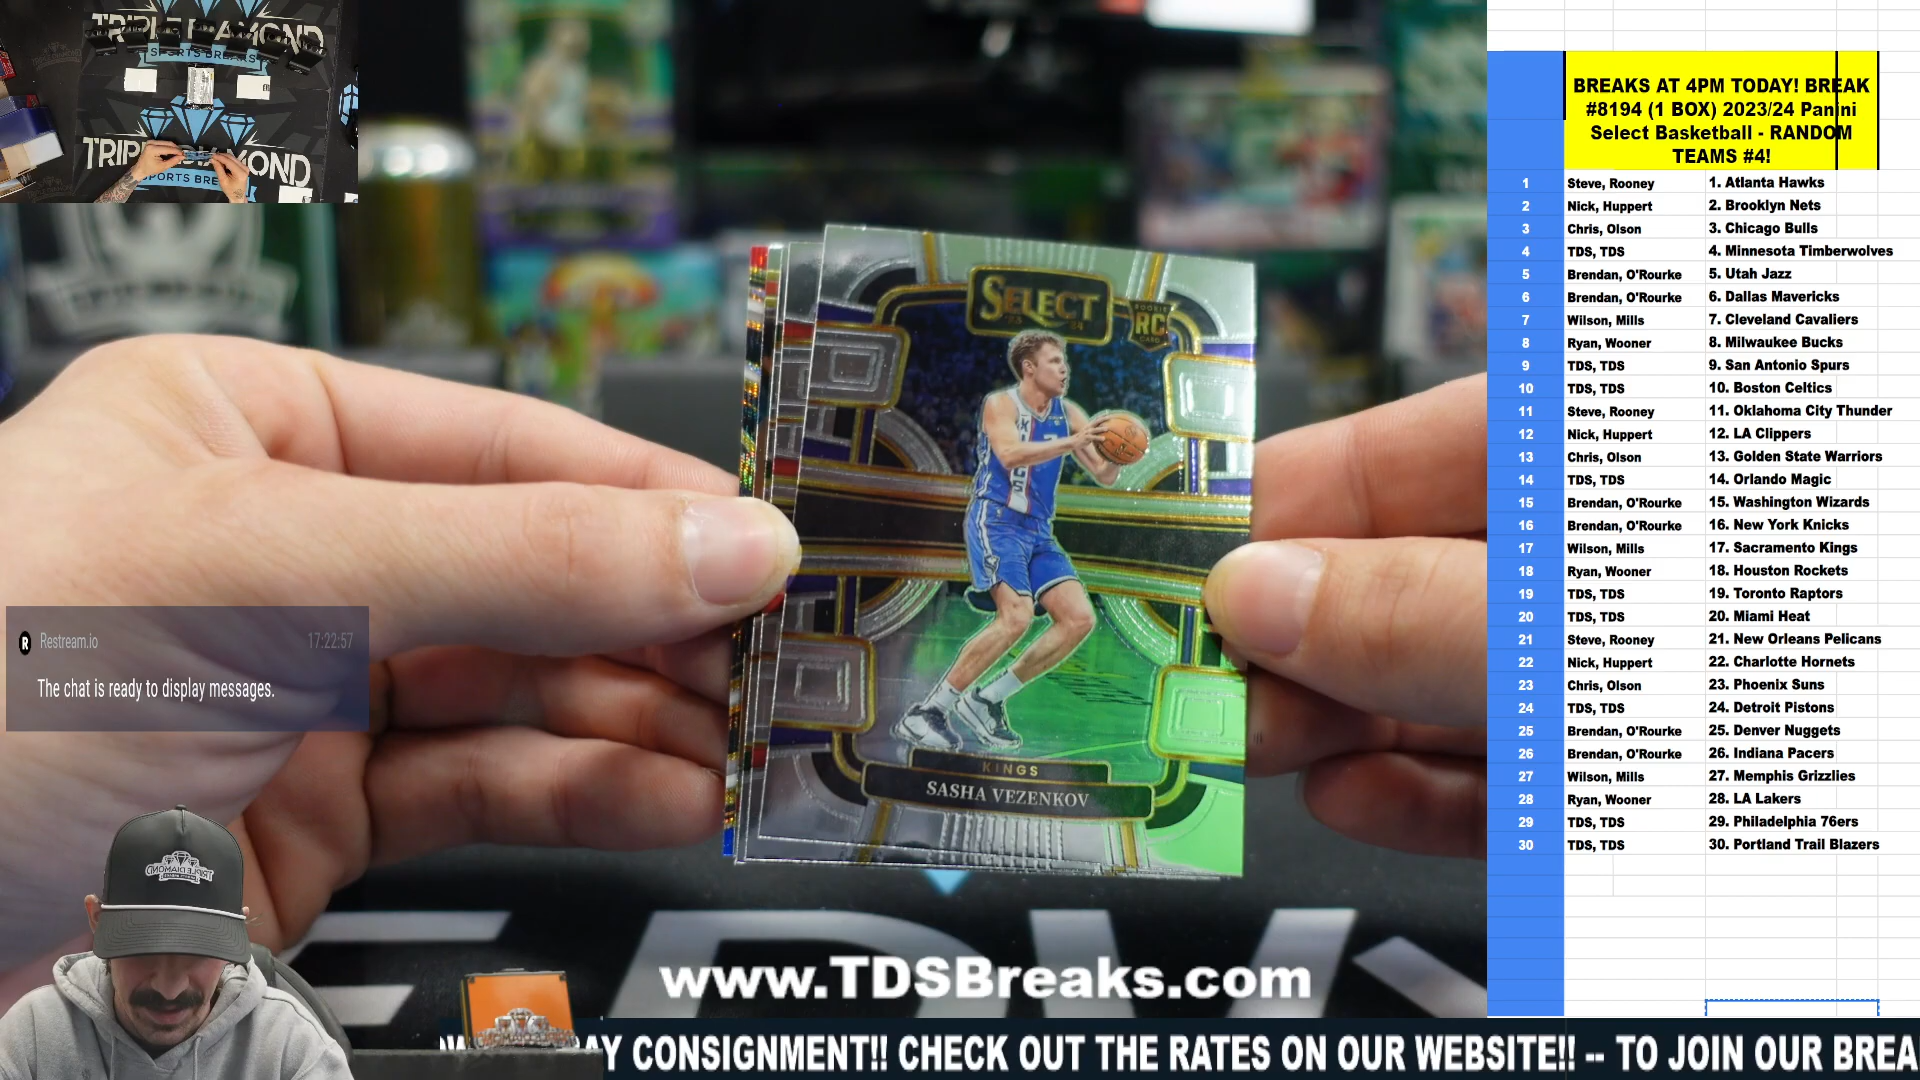 TRIPLE DIAMOND
SPORTS BREAKS
SELECT
23 24
ROOKIE
RC
CARD
KINGS
KINGS
SASHA VEZENKOV
Restream.io
17:22:57
The chat is ready to display messages.
www.TDSBreaks.com
AY CONSIGNMENT!! CHECK OUT THE RATES ON OUR WEBSITE!! -- TO JOIN OUR BREA
BREAKS AT 4PM TODAY! BREAK
#8194 (1 BOX) 2023/24 Panini
Select Basketball - RANDOM
TEAMS #4!
1 Steve, Rooney 1. Atlanta Hawks
2 Nick, Huppert 2. Brooklyn Nets
3 Chris, Olson 3. Chicago Bulls
4 TDS, TDS 4. Minnesota Timberwolves
5 Brendan, O'Rourke 5. Utah Jazz
6 Brendan, O'Rourke 6. Dallas Mavericks
7 Wilson, Mills 7. Cleveland Cavaliers
8 Ryan, Wooner 8. Milwaukee Bucks
9 TDS, TDS 9. San Antonio Spurs
10 TDS, TDS 10. Boston Celtics
11 Steve, Rooney 11. Oklahoma City Thunder
12 Nick, Huppert 12. LA Clippers
13 Chris, Olson 13. Golden State Warriors
14 TDS, TDS 14. Orlando Magic
15 Brendan, O'Rourke 15. Washington Wizards
16 Brendan, O'Rourke 16. New York Knicks
17 Wilson, Mills 17. Sacramento Kings
18 Ryan, Wooner 18. Houston Rockets
19 TDS, TDS 19. Toronto Raptors
20 TDS, TDS 20. Miami Heat
21 Steve, Rooney 21. New Orleans Pelicans
22 Nick, Huppert 22. Charlotte Hornets
23 Chris, Olson 23. Phoenix Suns
24 TDS, TDS 24. Detroit Pistons
25 Brendan, O'Rourke 25. Denver Nuggets
26 Brendan, O'Rourke 26. Indiana Pacers
27 Wilson, Mills 27. Memphis Grizzlies
28 Ryan, Wooner 28. LA Lakers
29 TDS, TDS 29. Philadelphia 76ers
30 TDS, TDS 30. Portland Trail Blazers